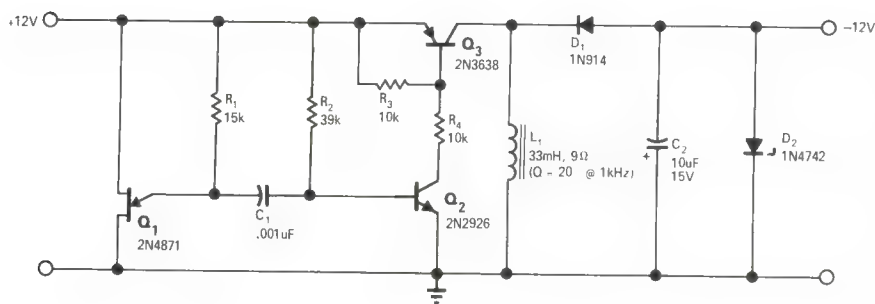 +12V
Q3
2N3638
D1
1N914
-12V
R1
15k
R2
39k
R3
10k
R4
10k
L1
33mH, 9Ω
(Q - 20 @ 1kHz)
C2
10uF
15V
+
D2
1N4742
Q1
2N4871
C1
.001uF
Q2
2N2926